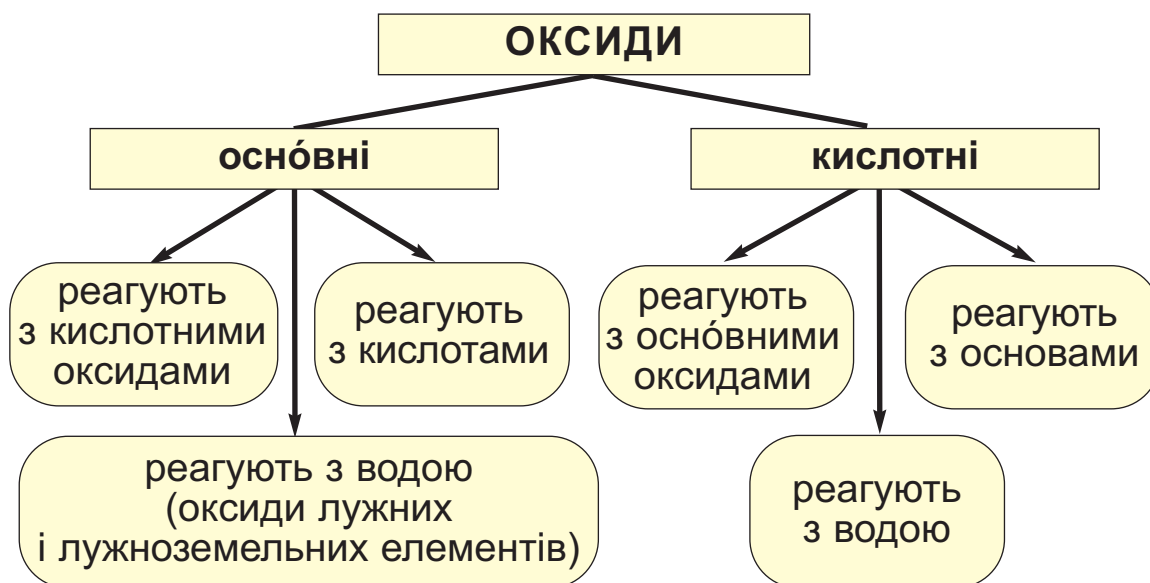 ОКСИДИ
осно́вні
кислотні
реагують
з кислотними
оксидами
реагують
з кислотами
реагують
з осно́вними
оксидами
реагують
з основами
реагують з водою
(оксиди лужних
і лужноземельних елементів)
реагують
з водою